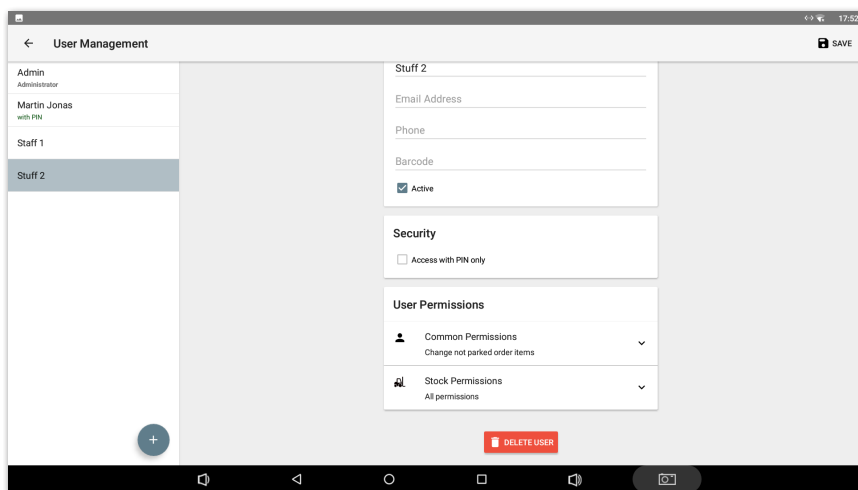 17:52
User Management
SAVE
Admin
Administrator
Martin Jonas
with PIN
Staff 1
Stuff 2
Stuff 2
Email Address
Phone
Barcode
Active
Security
Access with PIN only
User Permissions
Common Permissions
Change not parked order items
Stock Permissions
All permissions
+
DELETE USER